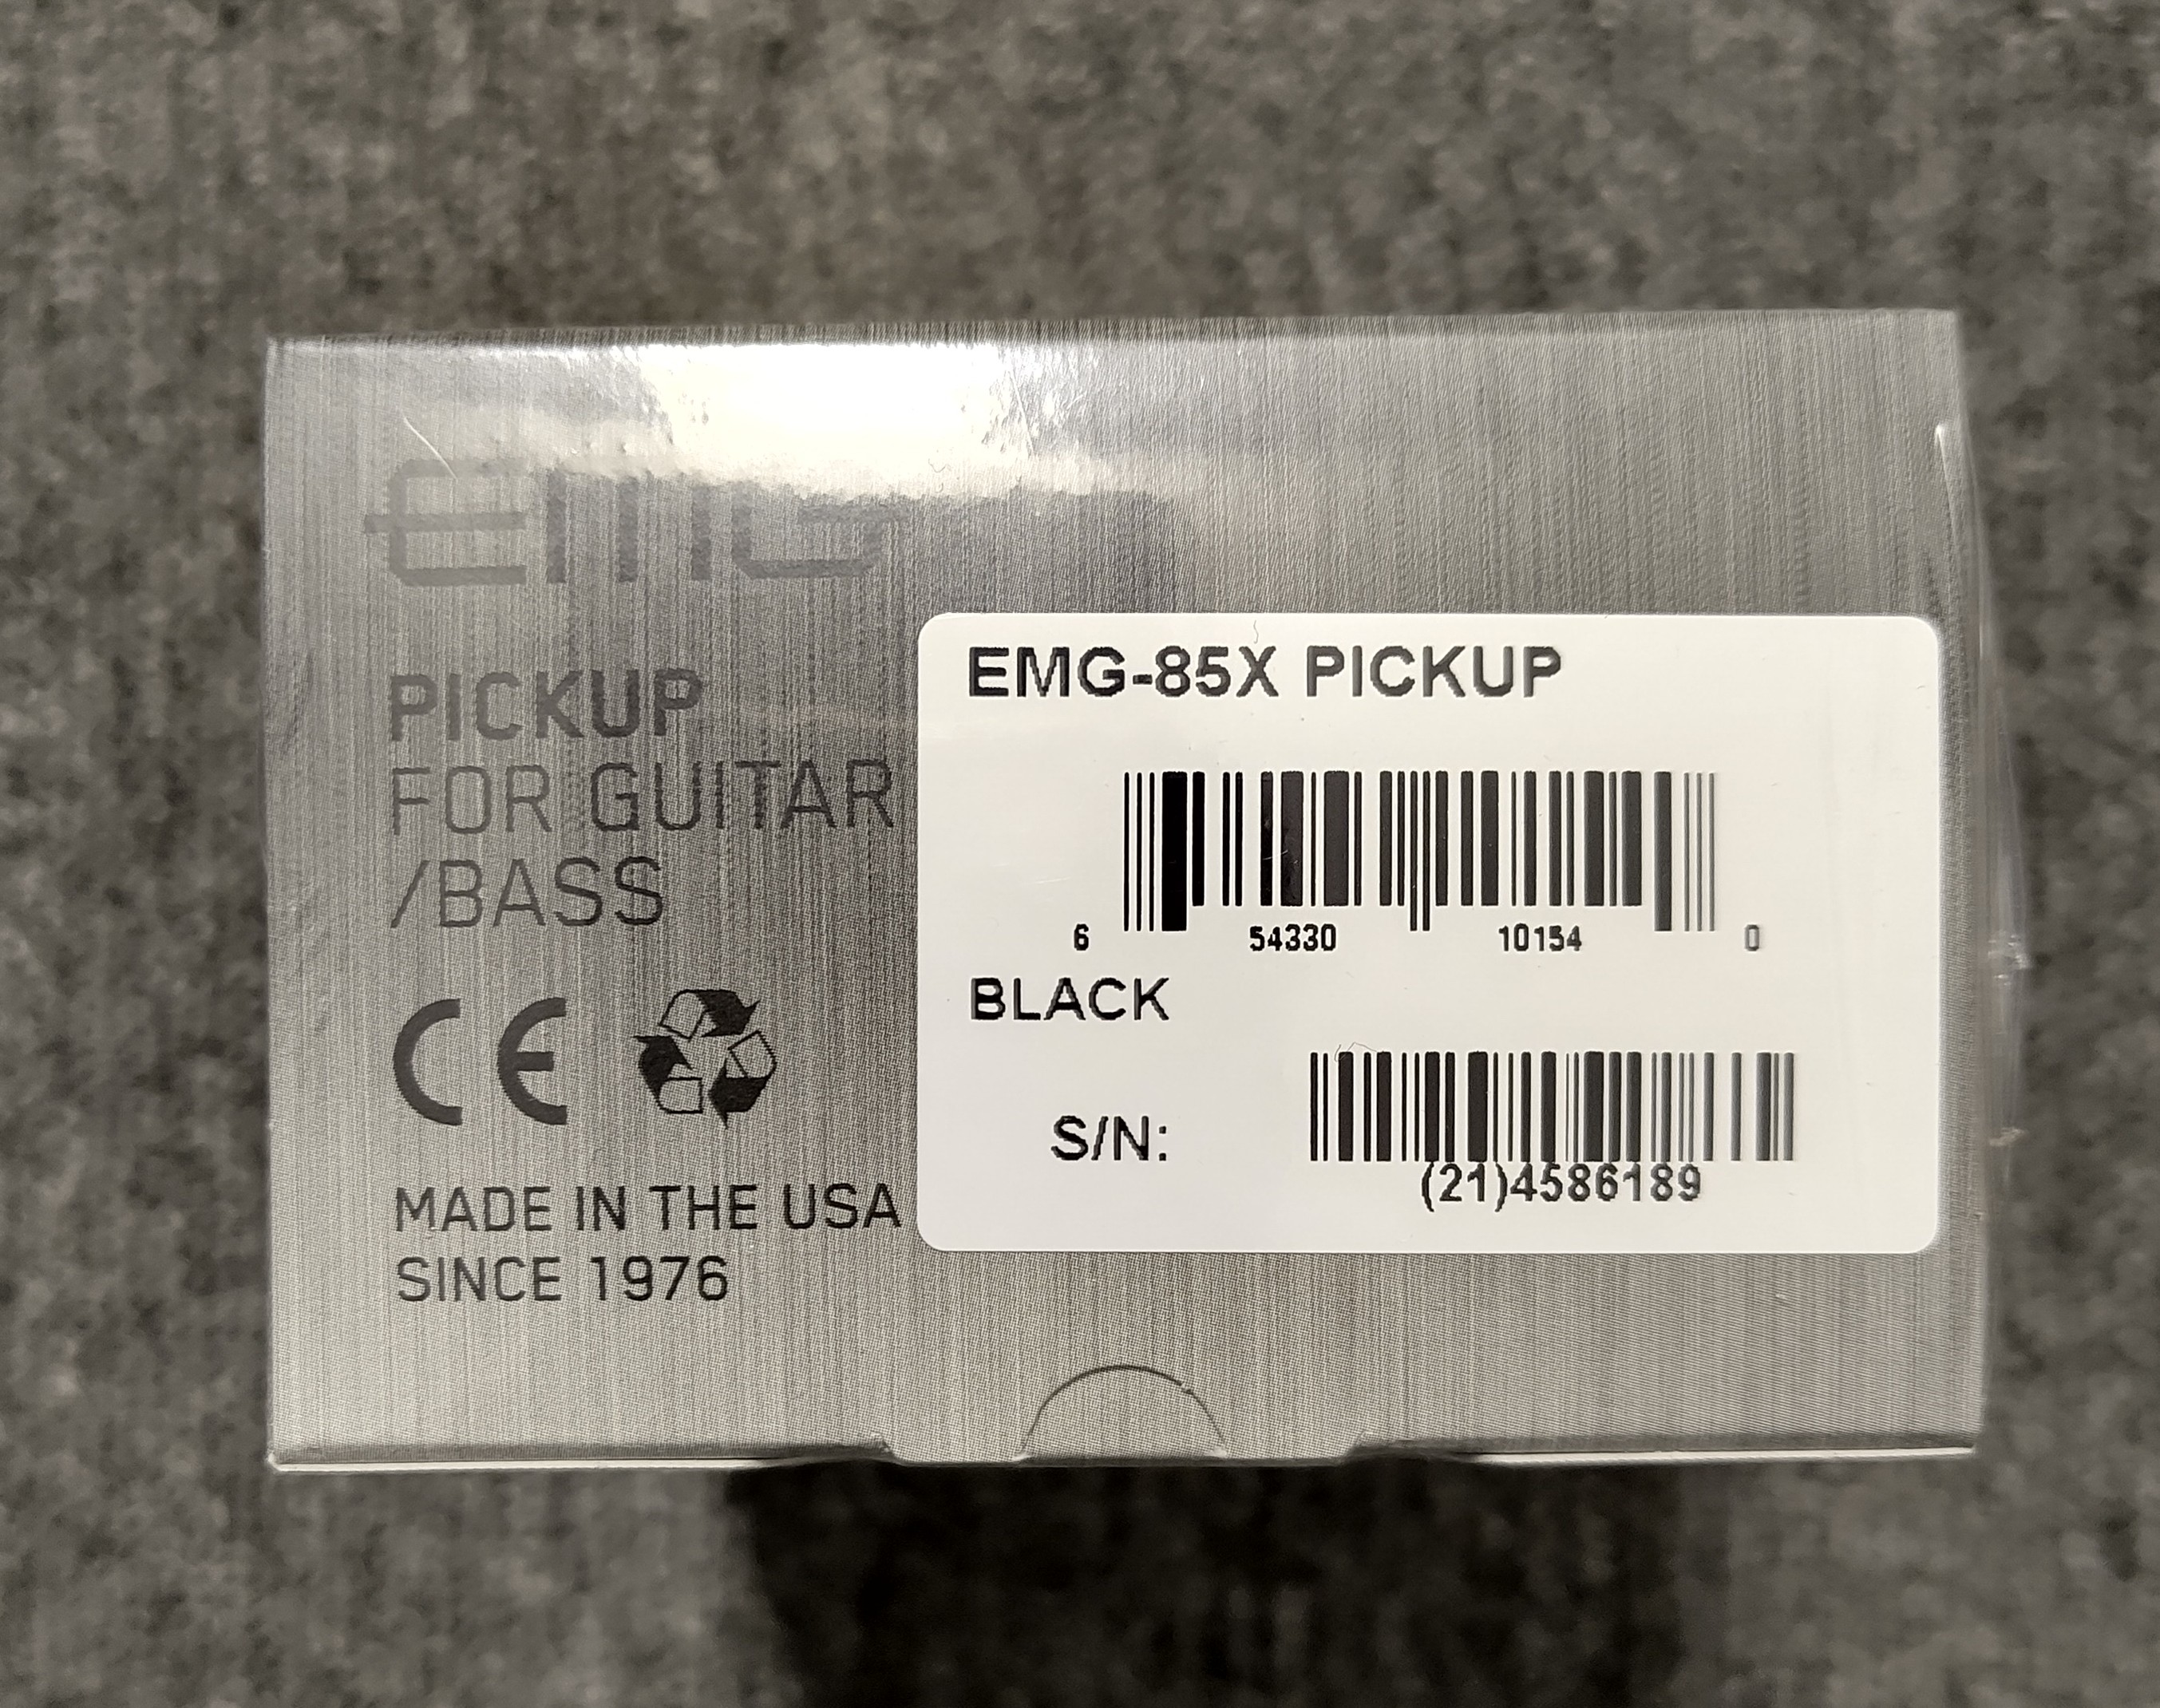 EMG
PICKUP
FOR GUITAR
/BASS
CE
MADE IN THE USA
SINCE 1976
EMG-85X PICKUP
6 54330 10154 0
BLACK
S/N:
(21)4586189